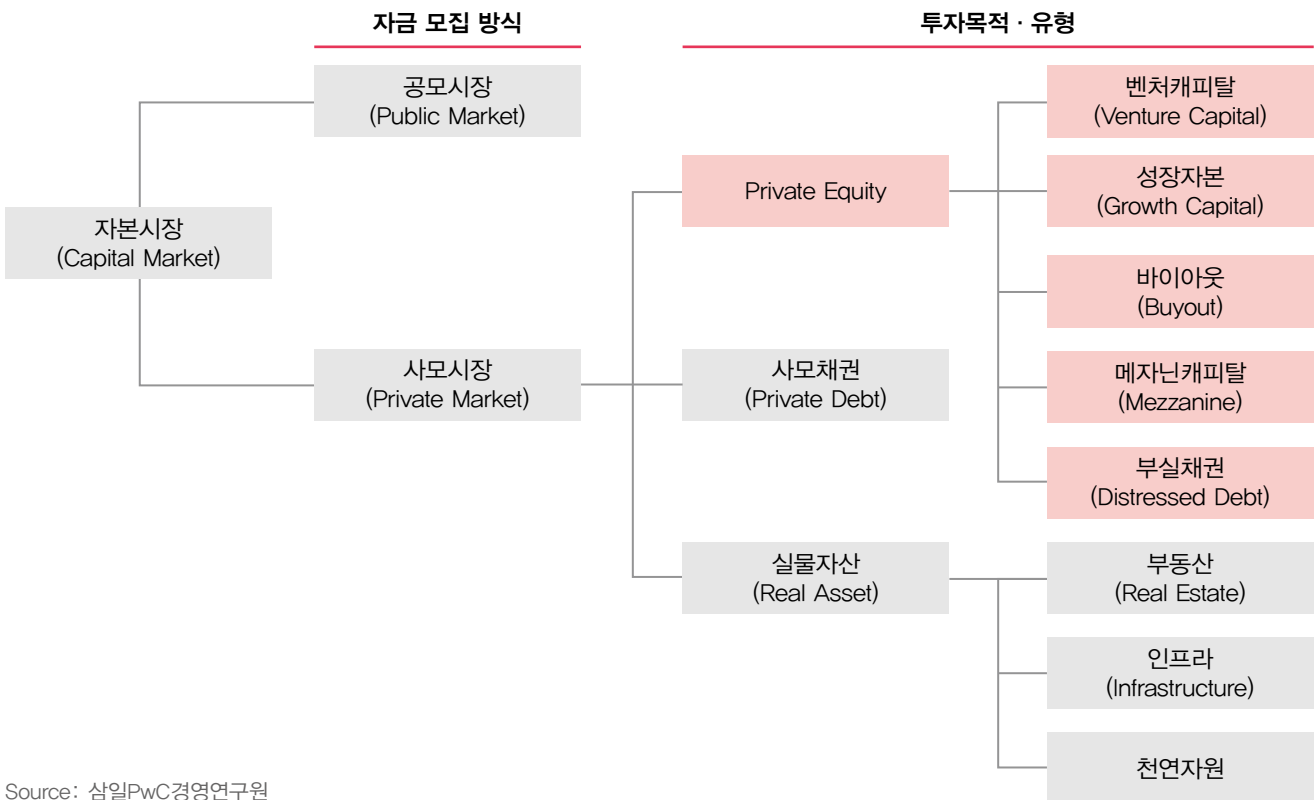 자금 모집 방식
투자목적 · 유형
공모시장
(Public Market)
벤처캐피탈
(Venture Capital)
Private Equity
성장자본
(Growth Capital)
자본시장
(Capital Market)
바이아웃
(Buyout)
사모시장
(Private Market)
사모채권
(Private Debt)
메자닌캐피탈
(Mezzanine)
부실채권
(Distressed Debt)
실물자산
(Real Asset)
부동산
(Real Estate)
인프라
(Infrastructure)
천연자원
Source: 삼일PwC경영연구원